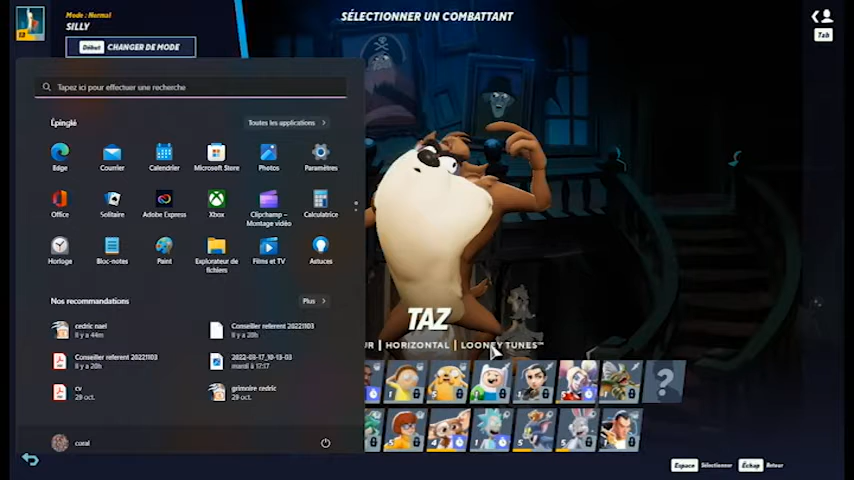 Mode : Normal
SILLY
13
Début CHANGER DE MODE
SÉLECTIONNER UN COMBATTANT
Tab
Tapez ici pour effectuer une recherche
Épinglé
Toutes les applications
Edge
Courrier
Calendrier
Microsoft Store
Photos
Paramètres
Office
Solitaire
Adobe Express
Xbox
Clipchamp –
Montage vidéo
Calculatrice
Horloge
Bloc-notes
Paint
Explorateur de
fichiers
Films et TV
Astuces
Nos recommandations
Plus
cedric nael
Il y a 44m
Conseiller referent 20221103
Il y a 20h
Conseiller referent 20221103
Il y a 20h
2022-03-17_10-13-03
mardi à 17:17
cv
29 oct.
grimoire cedric
29 oct.
coral
TAZ
UR | HORIZONTAL | LOONEY TUNES™
?
Espace Sélectionner
Échap Retour